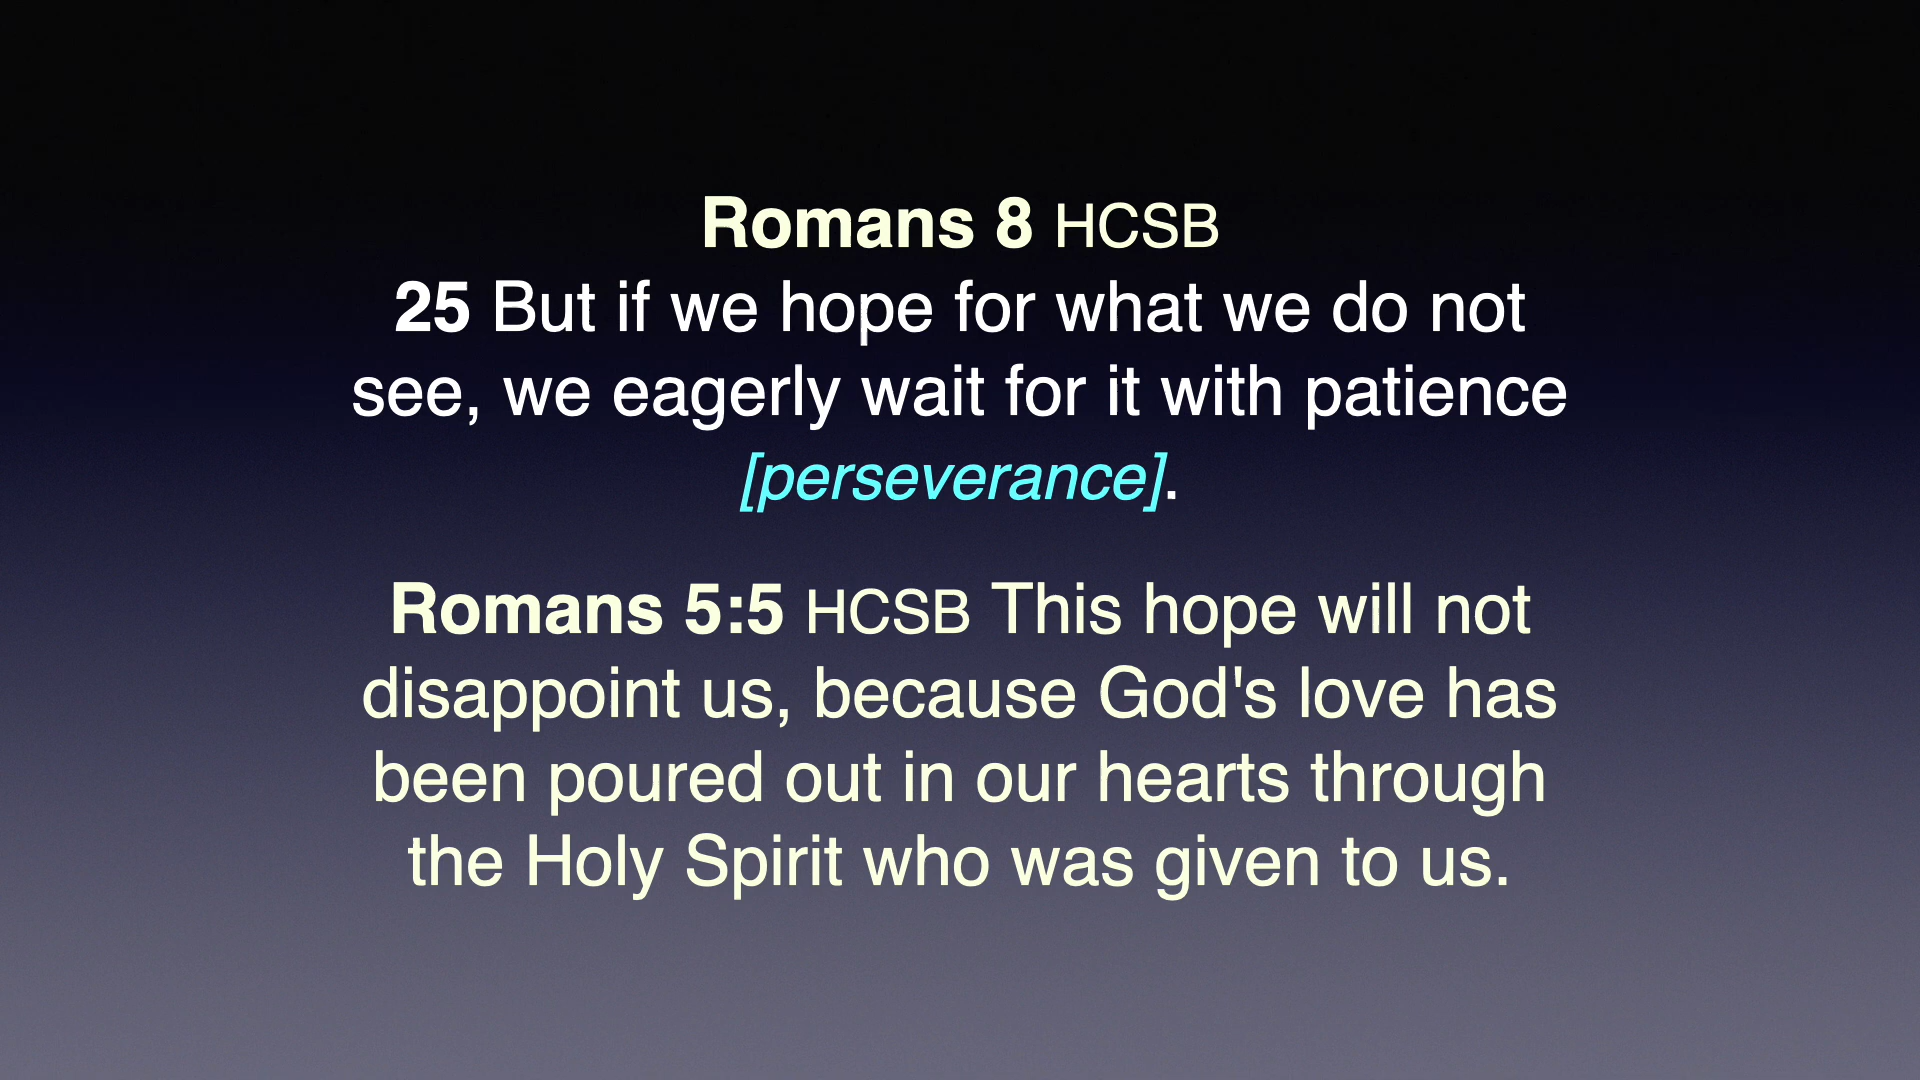 Romans 8 HCSB
25 But if we hope for what we do not
see, we eagerly wait for it with patience
[perseverance].
Romans 5:5 HCSB This hope will not
disappoint us, because God's love has
been poured out in our hearts through
the Holy Spirit who was given to us.